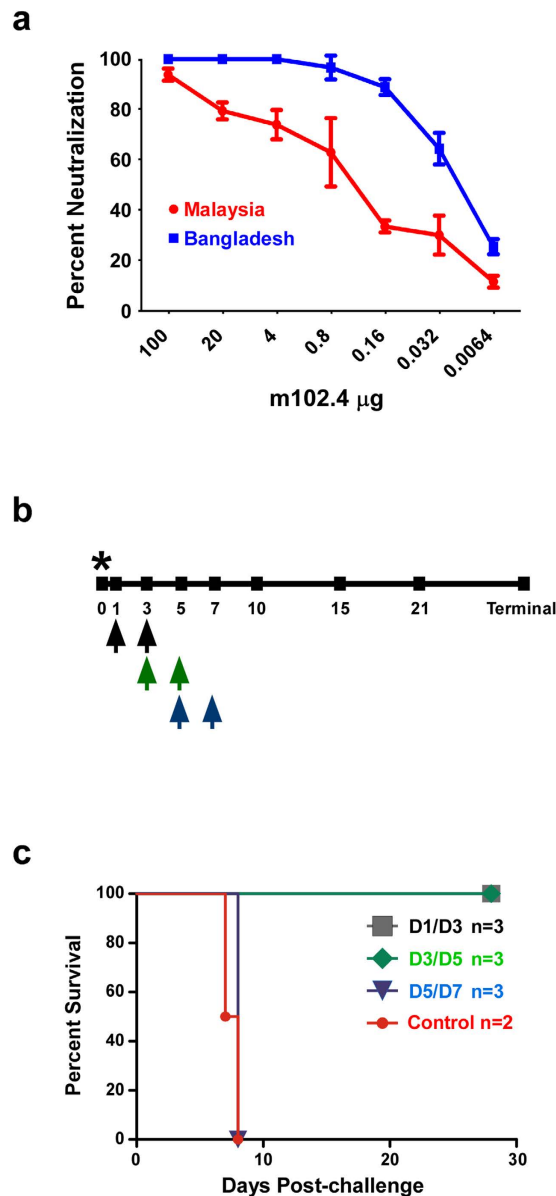 a
Percent Neutralization
100
80
60
40
20
0
Malaysia
Bangladesh
100 20 4 0.8 0.16 0.032 0.0064
m102.4 µg
b
*
0 1 3 5 7 10 15 21 Terminal
c
Percent Survival
100
80
60
40
20
0
D1/D3 n=3
D3/D5 n=3
D5/D7 n=3
Control n=2
0 10 20 30
Days Post-challenge